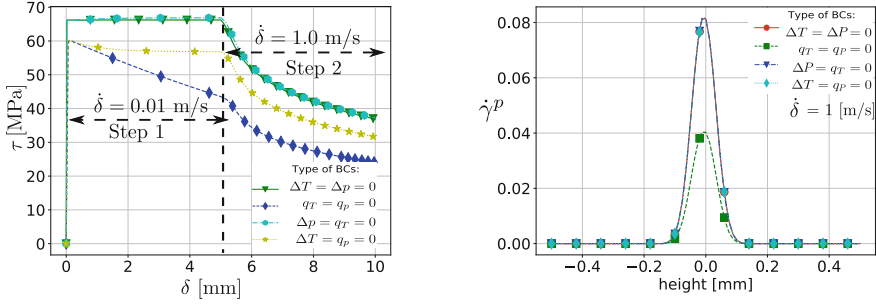 70
60
50
40
30
20
10
0
τ [MPa]
δ̇ = 1.0 m/s
Step 2
δ̇ = 0.01 m/s
Step 1
Type of BCs:
ΔT = Δp = 0
q_T = q_p = 0
Δp = q_T = 0
ΔT = q_p = 0
0 2 4 6 8 10
δ [mm]
0.08
0.06
0.04
0.02
0.00
γ̇^p
Type of BCs:
ΔT = ΔP = 0
q_T = q_P = 0
ΔP = q_T = 0
ΔT = q_P = 0
δ̇ = 1 [m/s]
−0.4 −0.2 0.0 0.2 0.4
height [mm]